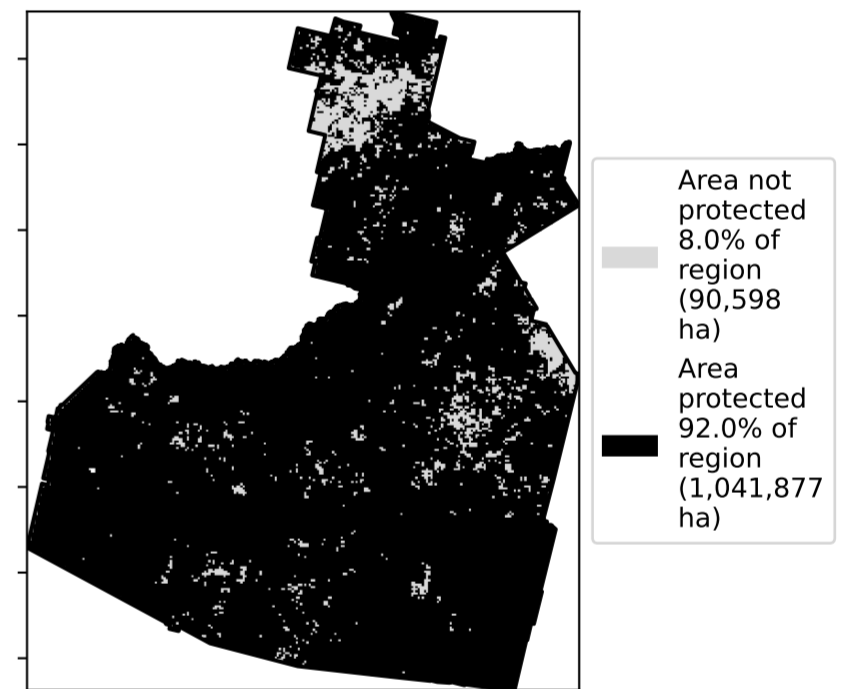 Area not
protected
8.0% of
region
(90,598
ha)
Area
protected
92.0% of
region
(1,041,877
ha)